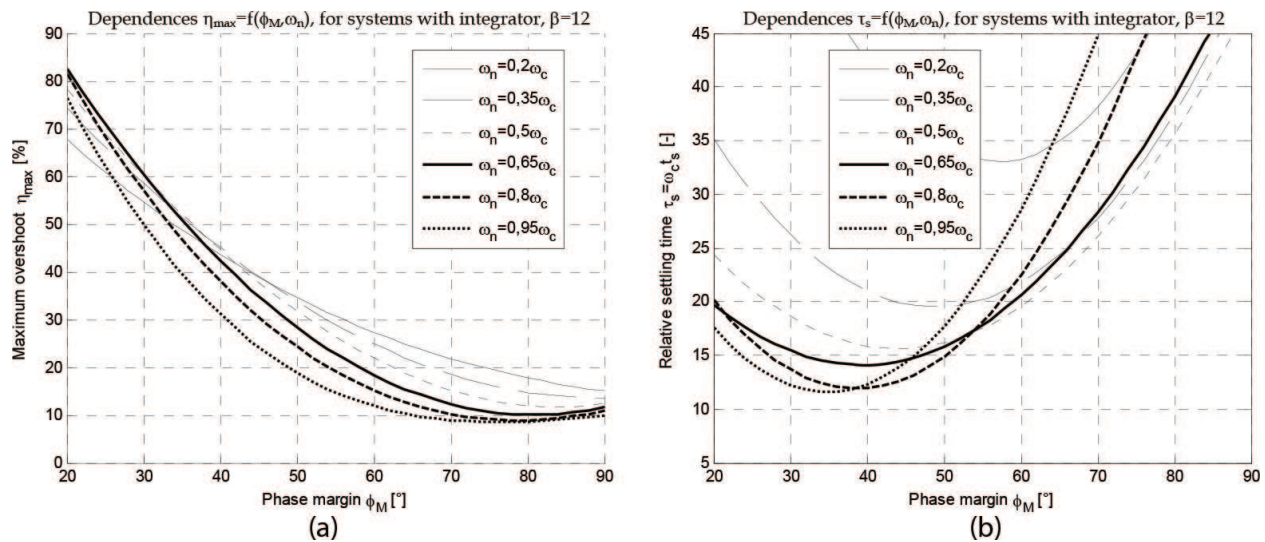 Dependences ηmax=f(ϕM,ωn), for systems with integrator, β=12
Maximum overshoot ηmax [%]
90
80
70
60
50
40
30
20
10
0
ωn=0,2ωc
ωn=0,35ωc
ωn=0,5ωc
ωn=0,65ωc
ωn=0,8ωc
ωn=0,95ωc
20 30 40 50 60 70 80 90
Phase margin ϕM [°]
(a)
Dependences τs=f(ϕM,ωn), for systems with integrator, β=12
Relative settling time τs=ωcts [-]
45
40
35
30
25
20
15
10
5
ωn=0,2ωc
ωn=0,35ωc
ωn=0,5ωc
ωn=0,65ωc
ωn=0,8ωc
ωn=0,95ωc
20 30 40 50 60 70 80 90
Phase margin ϕM [°]
(b)